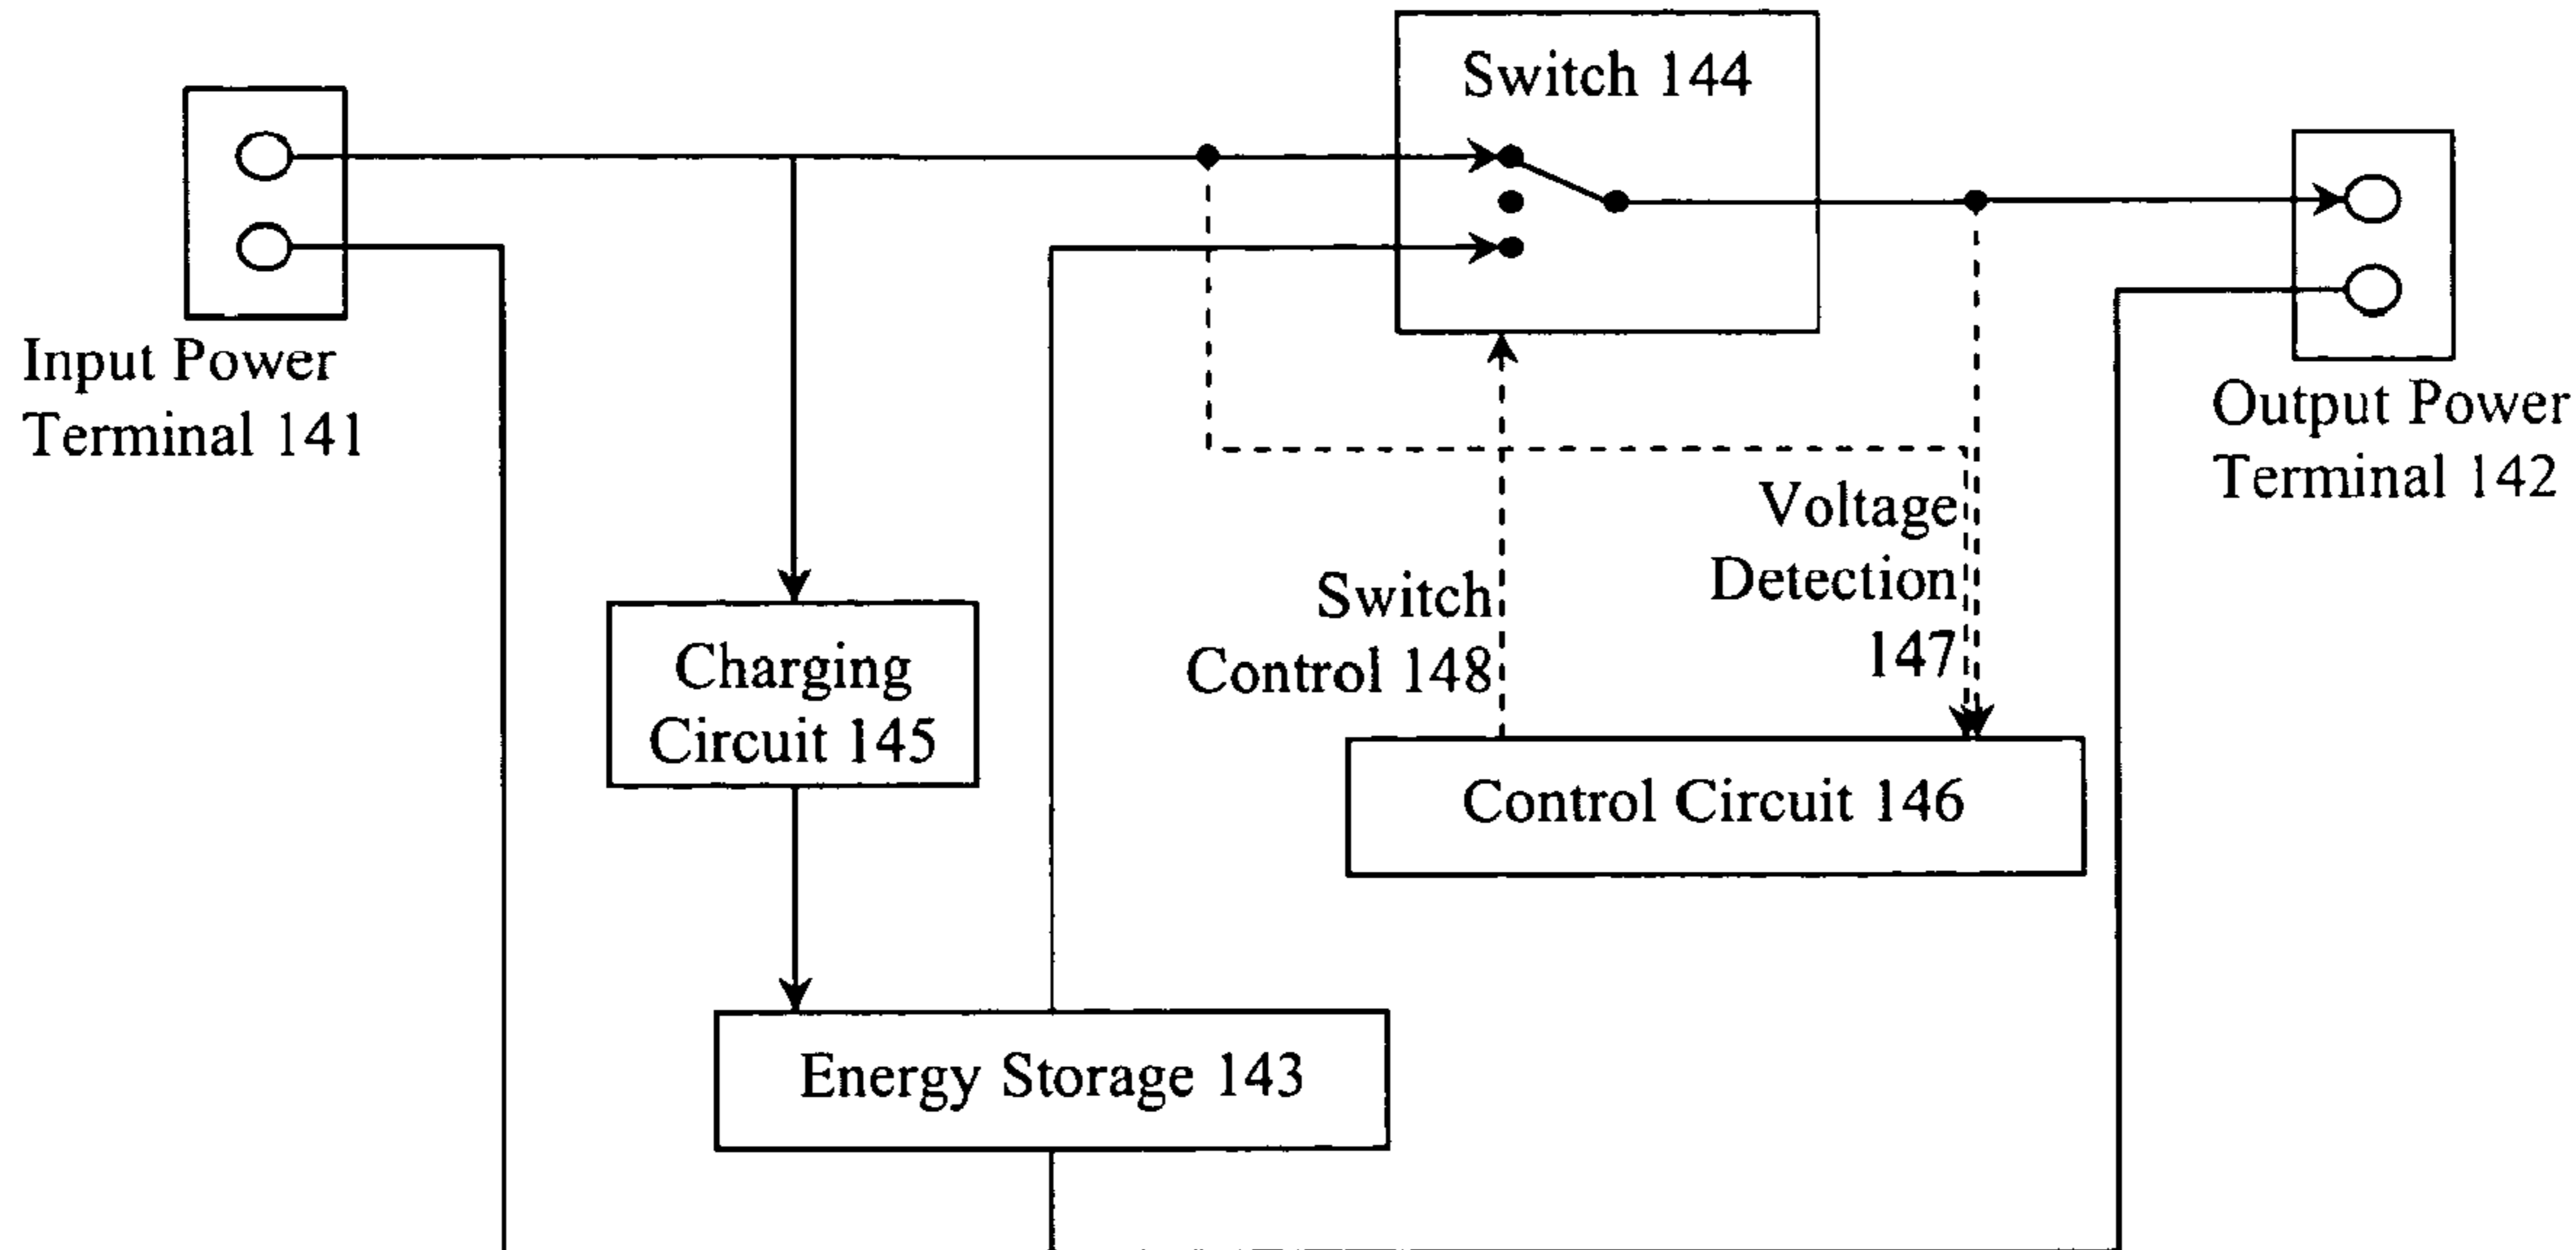 Switch 144
Input Power
Terminal 141
Output Power
Terminal 142
Voltage
Detection
147
Switch
Control 148
Charging
Circuit 145
Control Circuit 146
Energy Storage 143